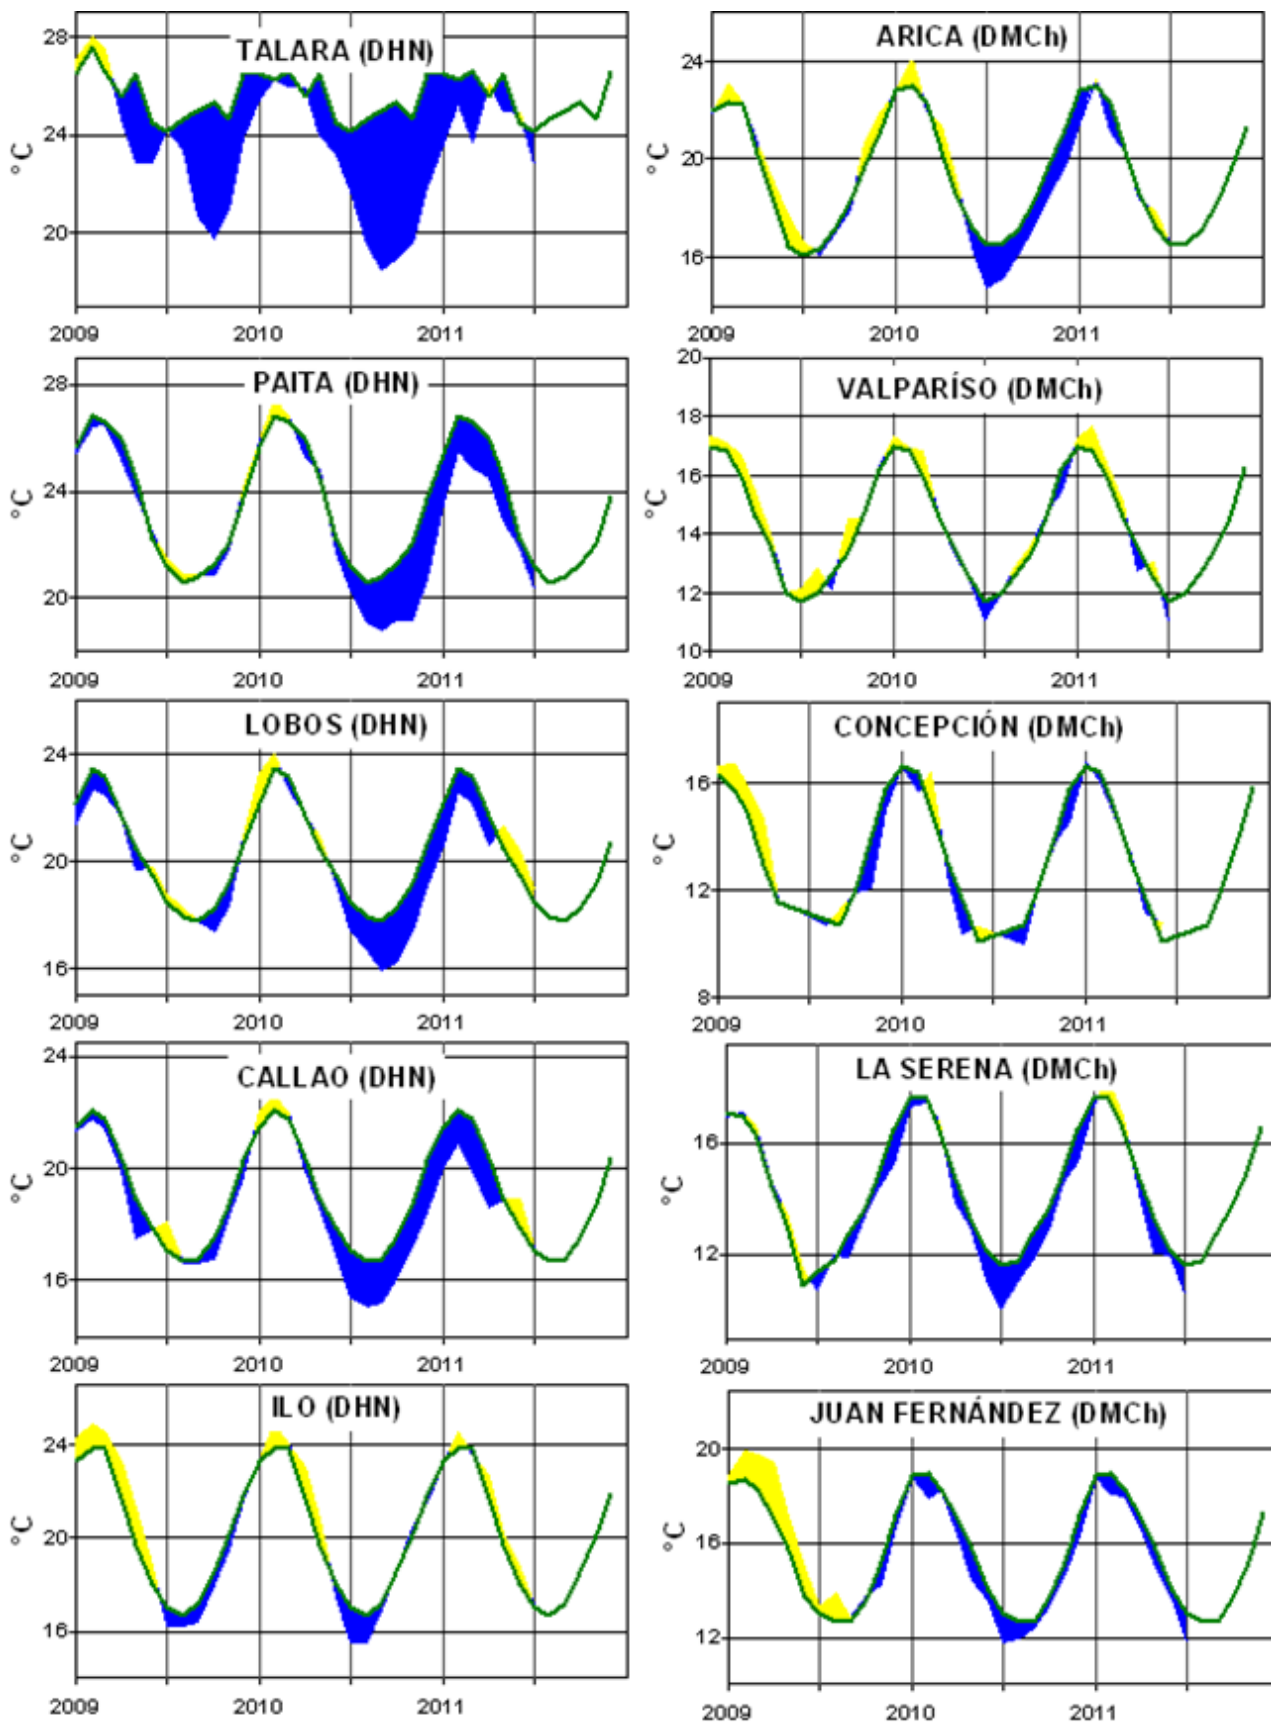 TALARA (DHN)
°C
28
24
20
2009 2010 2011
ARICA (DMCh)
°C
24
20
16
2009 2010 2011
PAITA (DHN)
°C
28
24
20
2009 2010 2011
VALPARÍSO (DMCh)
°C
20
18
16
14
12
10
2009 2010 2011
LOBOS (DHN)
°C
24
20
16
2009 2010 2011
CONCEPCIÓN (DMCh)
°C
16
12
8
2009 2010 2011
CALLAO (DHN)
°C
24
20
16
2009 2010 2011
LA SERENA (DMCh)
°C
16
12
2009 2010 2011
ILO (DHN)
°C
24
20
16
2009 2010 2011
JUAN FERNÁNDEZ (DMCh)
°C
20
16
12
2009 2010 2011